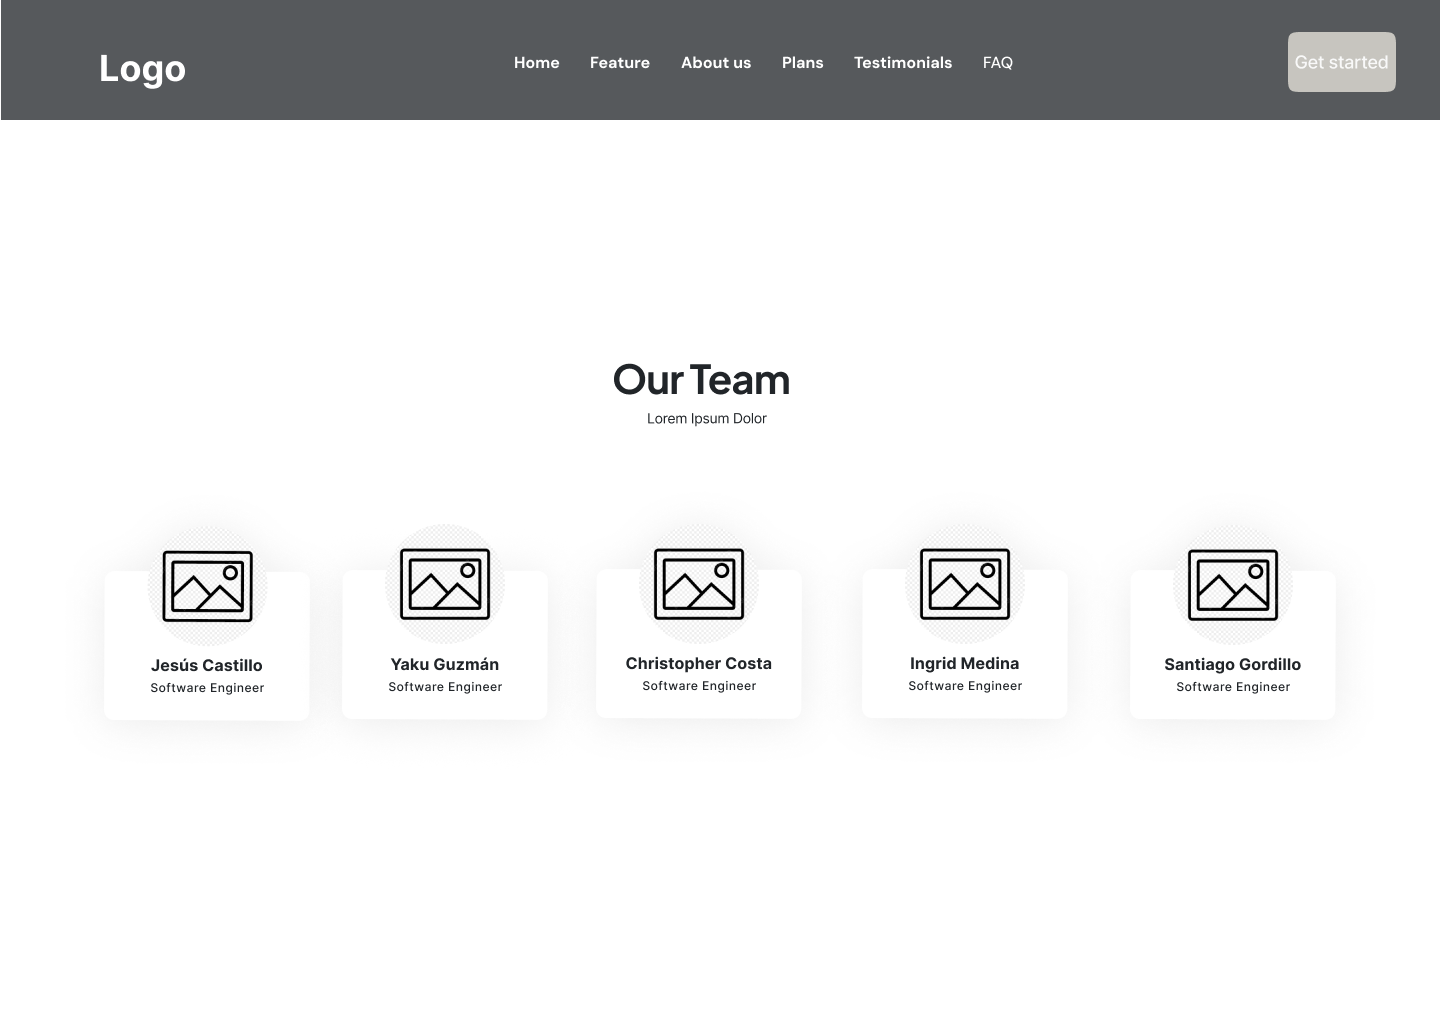 Logo
Home Feature About us Plans Testimonials FAQ
Get started
Our Team
Lorem Ipsum Dolor
Jesús Castillo
Software Engineer
Yaku Guzmán
Software Engineer
Christopher Costa
Software Engineer
Ingrid Medina
Software Engineer
Santiago Gordillo
Software Engineer